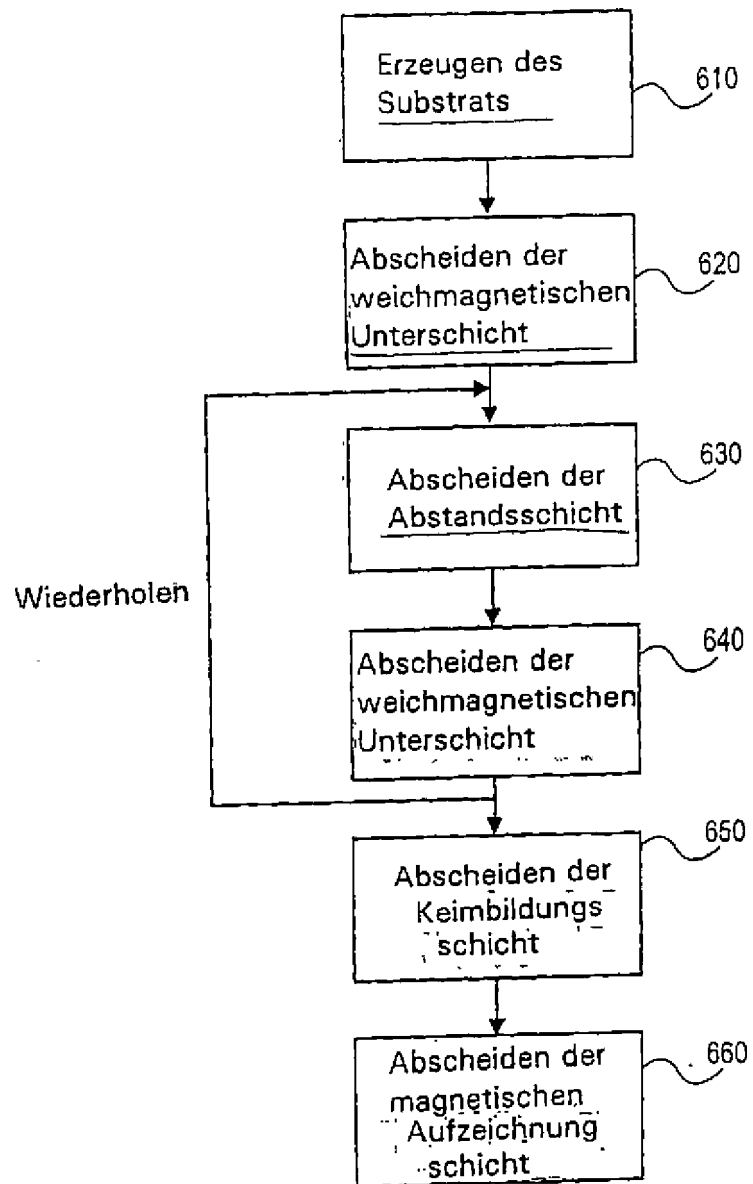 Erzeugen des
Substrats
610
Abscheiden der
weichmagnetischen
Unterschicht
620
Abscheiden der
Abstandsschicht
630
Wiederholen
Abscheiden der
weichmagnetischen
Unterschicht
640
Abscheiden der
Keimbildungs
schicht
650
Abscheiden der
magnetischen
Aufzeichnung
schicht
660